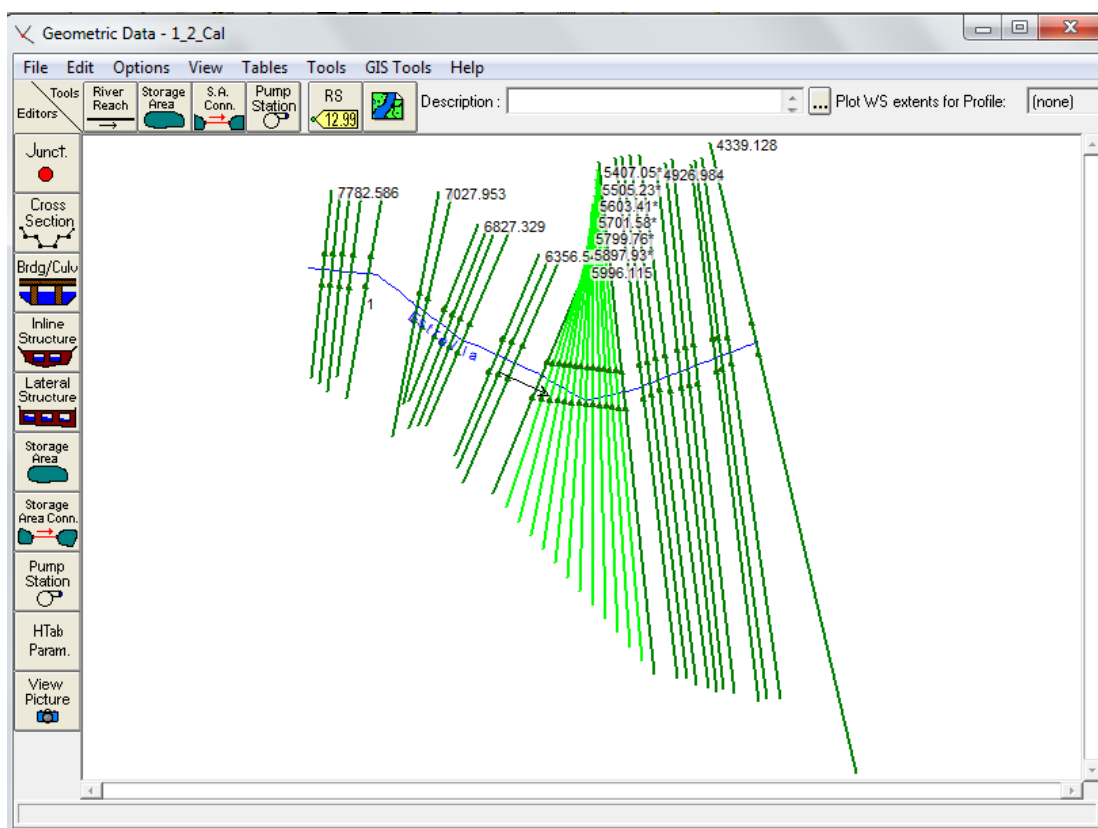 Geometric Data - 1_2_Cal
File Edit Options View Tables Tools GIS Tools Help
Tools
Editors
River
Reach
Storage
Area
S.A.
Conn.
Pump
Station
RS
12.99
Description :
...
Plot WS extents for Profile:
(none)
Junct.
Cross
Section
Brdg/Culv
Inline
Structure
Lateral
Structure
Storage
Area
Storage
Area Conn.
Pump
Station
HTab
Param.
View
Picture
4339.128
5407.05*
4926.984
7782.586
7027.953
5505.23*
5603.41*
6827.329
5701.58*
5799.76*
6356.5
5897.93*
5996.115
1